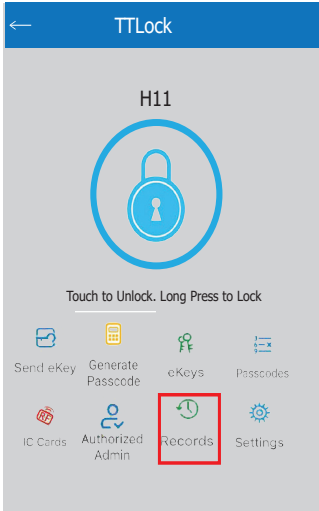 TTLock
H11
Touch to Unlock. Long Press to Lock
Send eKey
Generate
Passcode
eKeys
Passcodes
IC Cards
Authorized
Admin
Records
Settings